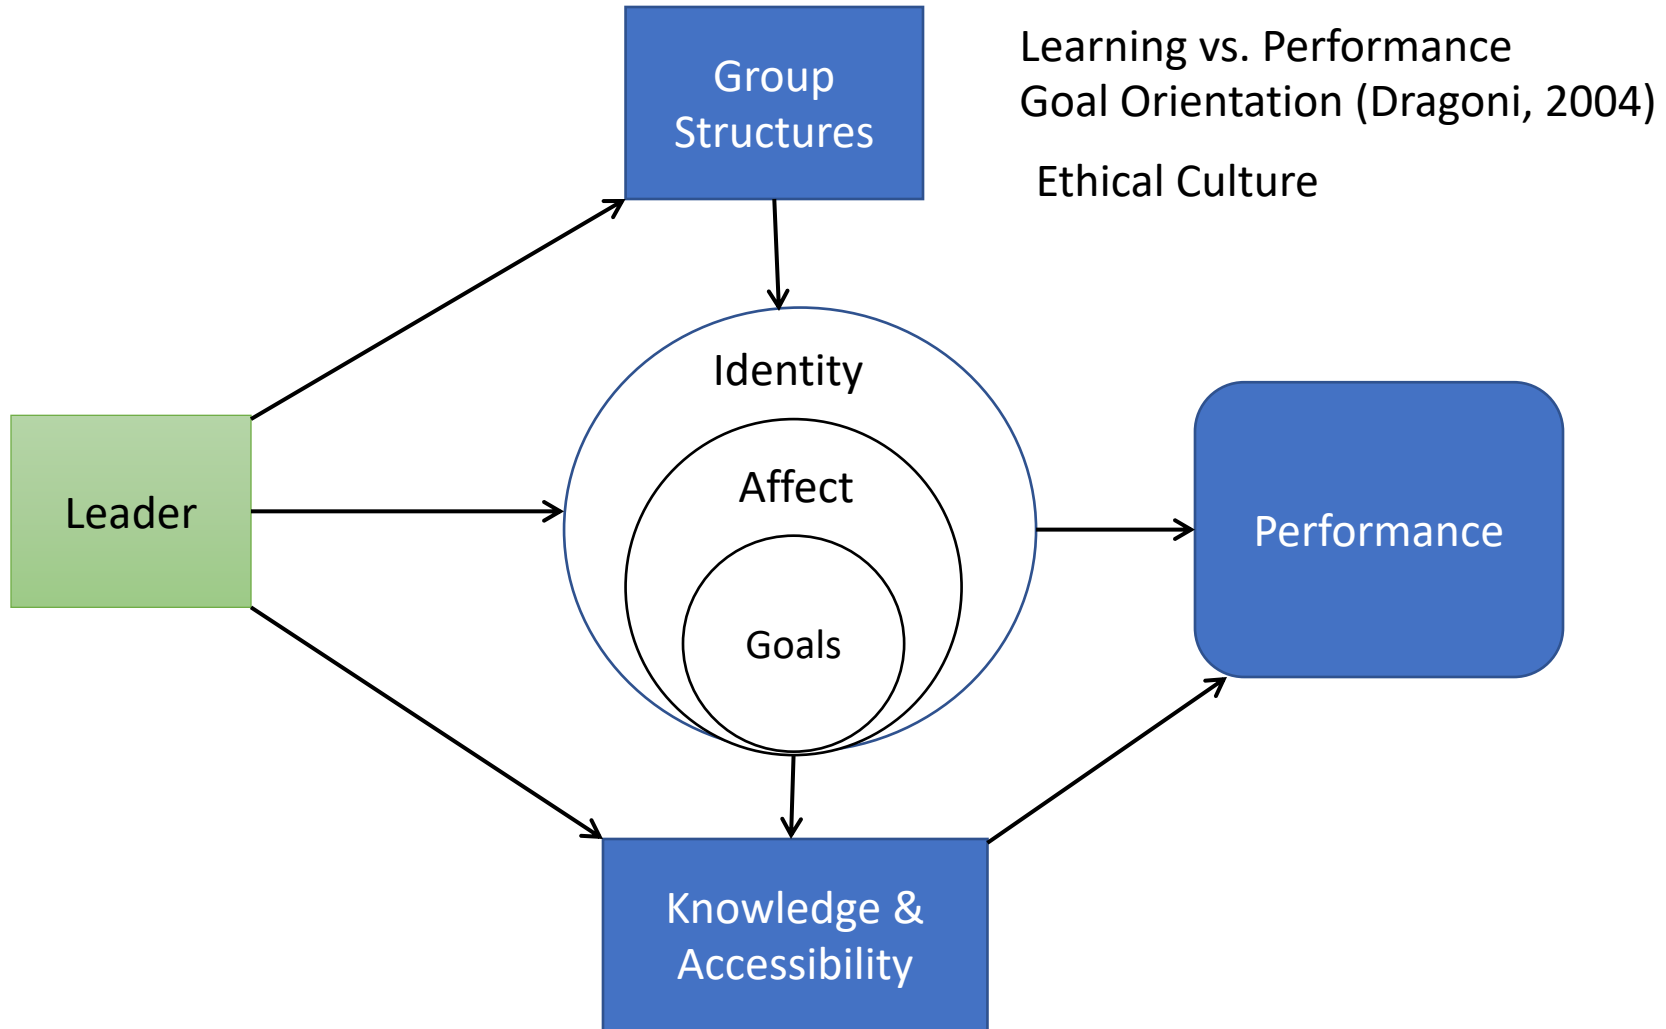 Group
Structures
Learning vs. Performance
Goal Orientation (Dragoni, 2004)
Ethical Culture
Identity
Affect
Goals
Leader
Performance
Knowledge &
Accessibility